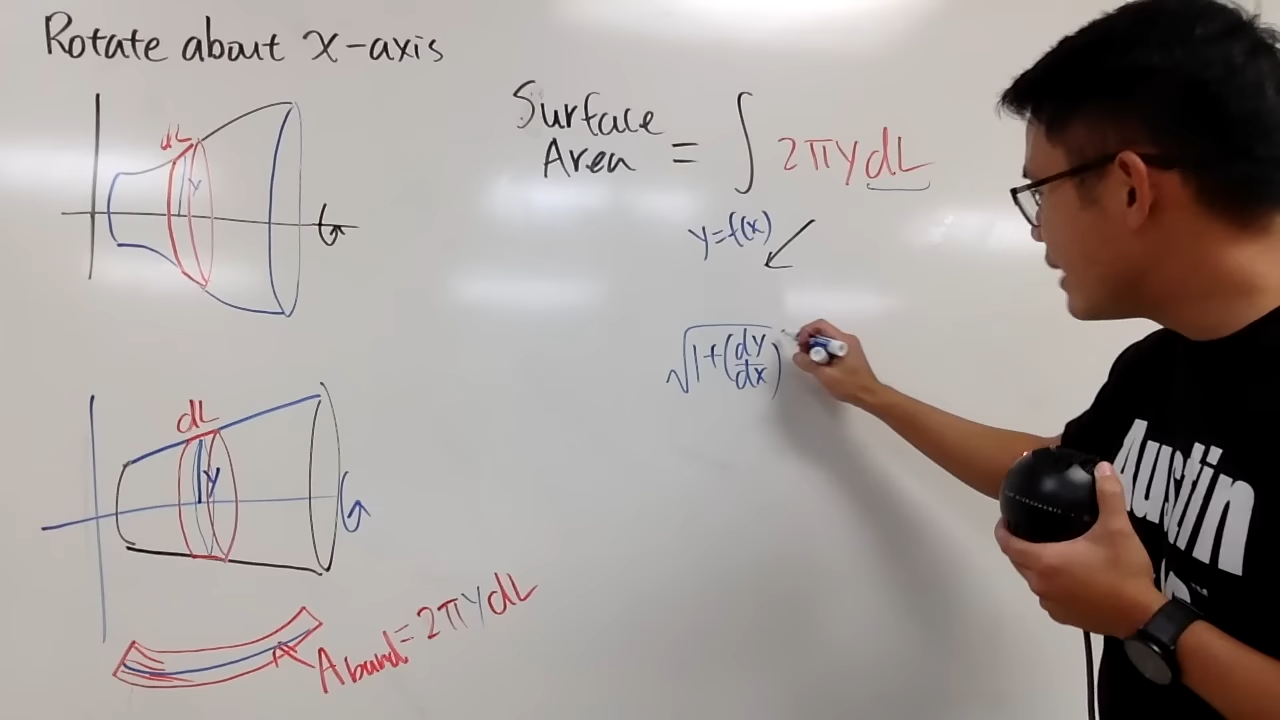 Rotate about x-axis
dL
y
Surface
Area = ∫ 2πy dL
y=f(x)
√1+(dy/dx)
dL
y
A band = 2πy dL
Austin